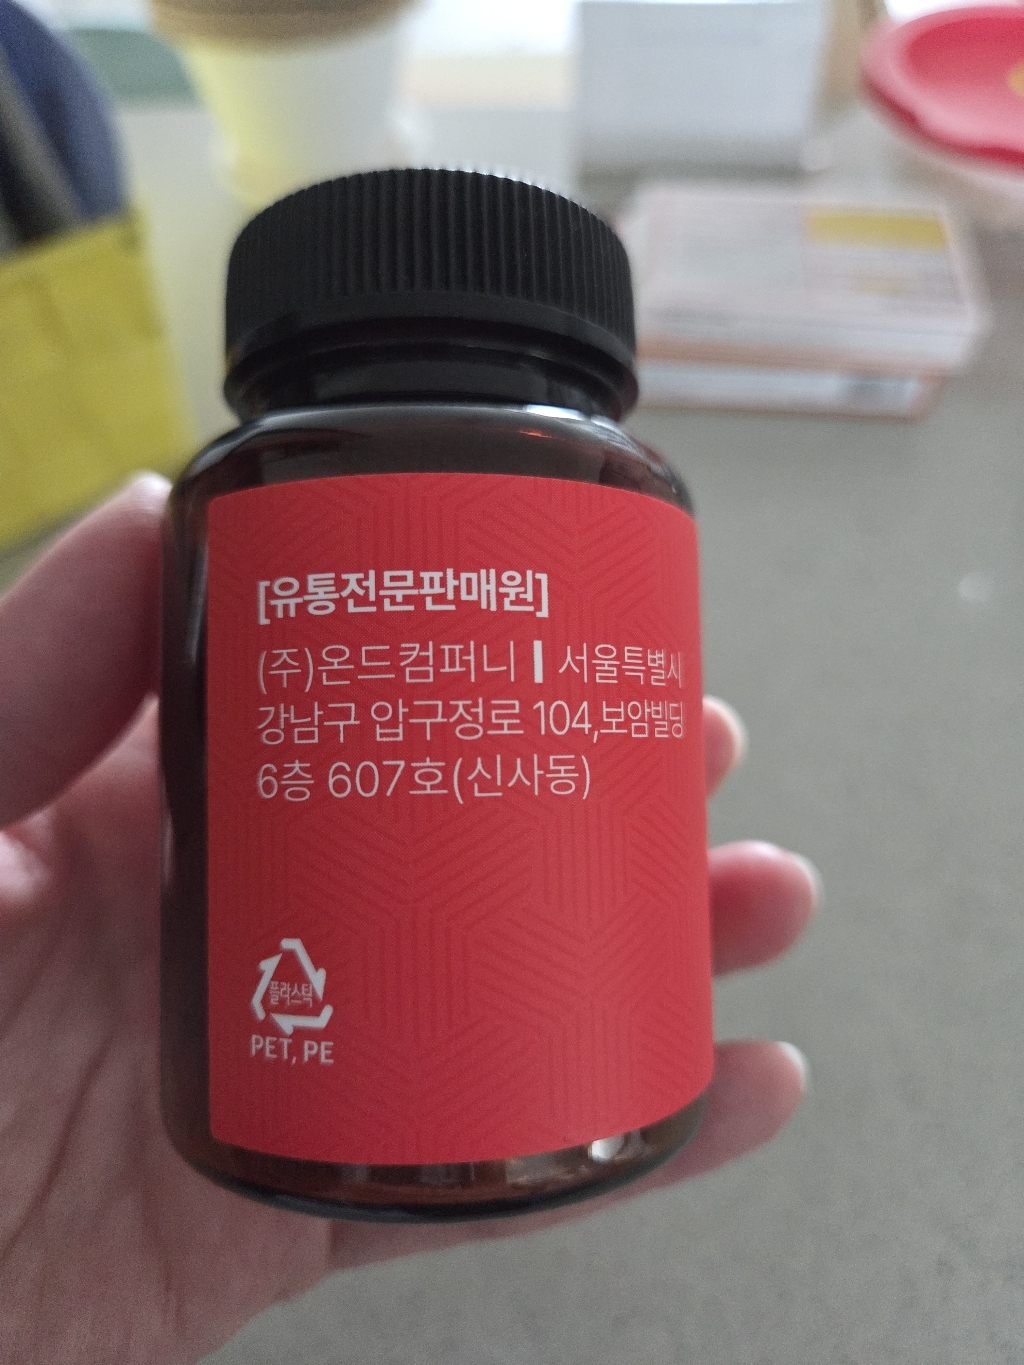 [유통전문판매원]
(주)온드컴퍼니 | 서울특별시
강남구 압구정로 104,보암빌딩
6층 607호(신사동)
플라스틱
PET, PE